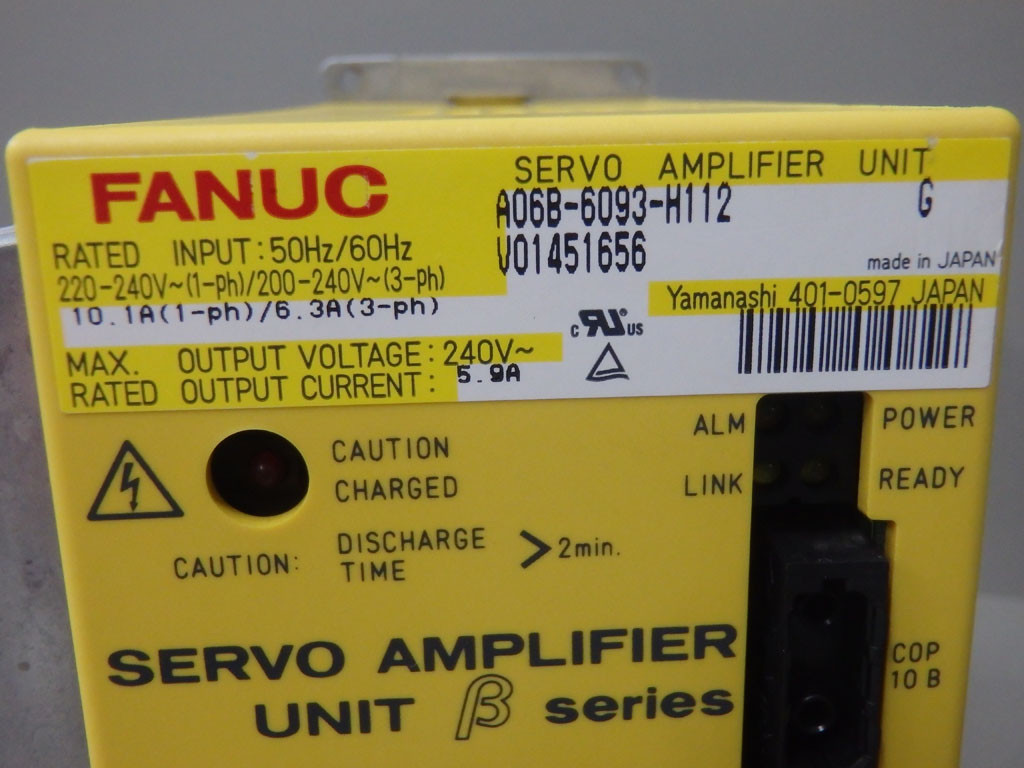 FANUC
SERVO AMPLIFIER UNIT
A06B-6093-H112 G
V01451656
made in JAPAN
Yamanashi 401-0597 JAPAN
RATED INPUT: 50Hz/60Hz
220-240V~(1-ph)/200-240V~(3-ph)
10.1A(1-ph)/6.3A(3-ph)
MAX. OUTPUT VOLTAGE: 240V~
RATED OUTPUT CURRENT: 5.9A
c RU® US
ALM POWER
LINK READY
CAUTION
CHARGED
CAUTION: DISCHARGE TIME > 2min.
COP
10 B
SERVO AMPLIFIER
UNIT β series